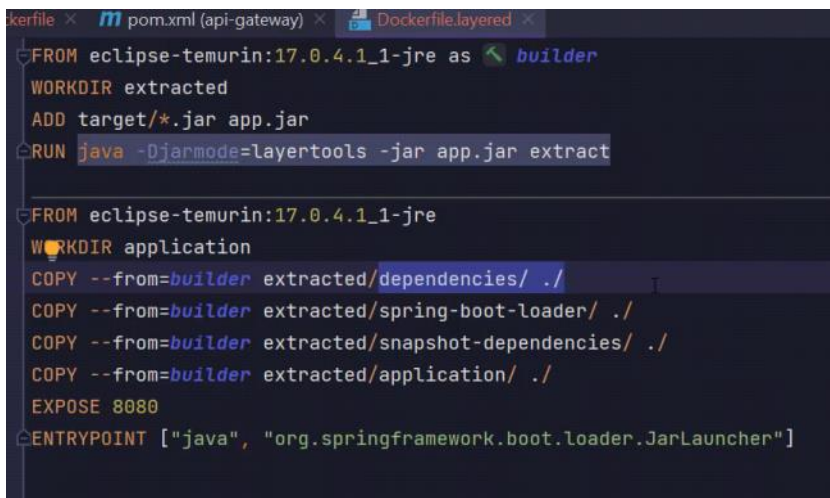 kerfile × m pom.xml (api-gateway) × Dockerfile.layered ×
FROM eclipse-temurin:17.0.4.1_1-jre as builder
WORKDIR extracted
ADD target/*.jar app.jar
RUN java -Djarmode=layertools -jar app.jar extract
FROM eclipse-temurin:17.0.4.1_1-jre
WORKDIR application
COPY --from=builder extracted/dependencies/ ./
COPY --from=builder extracted/spring-boot-loader/ ./
COPY --from=builder extracted/snapshot-dependencies/ ./
COPY --from=builder extracted/application/ ./
EXPOSE 8080
ENTRYPOINT ["java", "org.springframework.boot.loader.JarLauncher"]